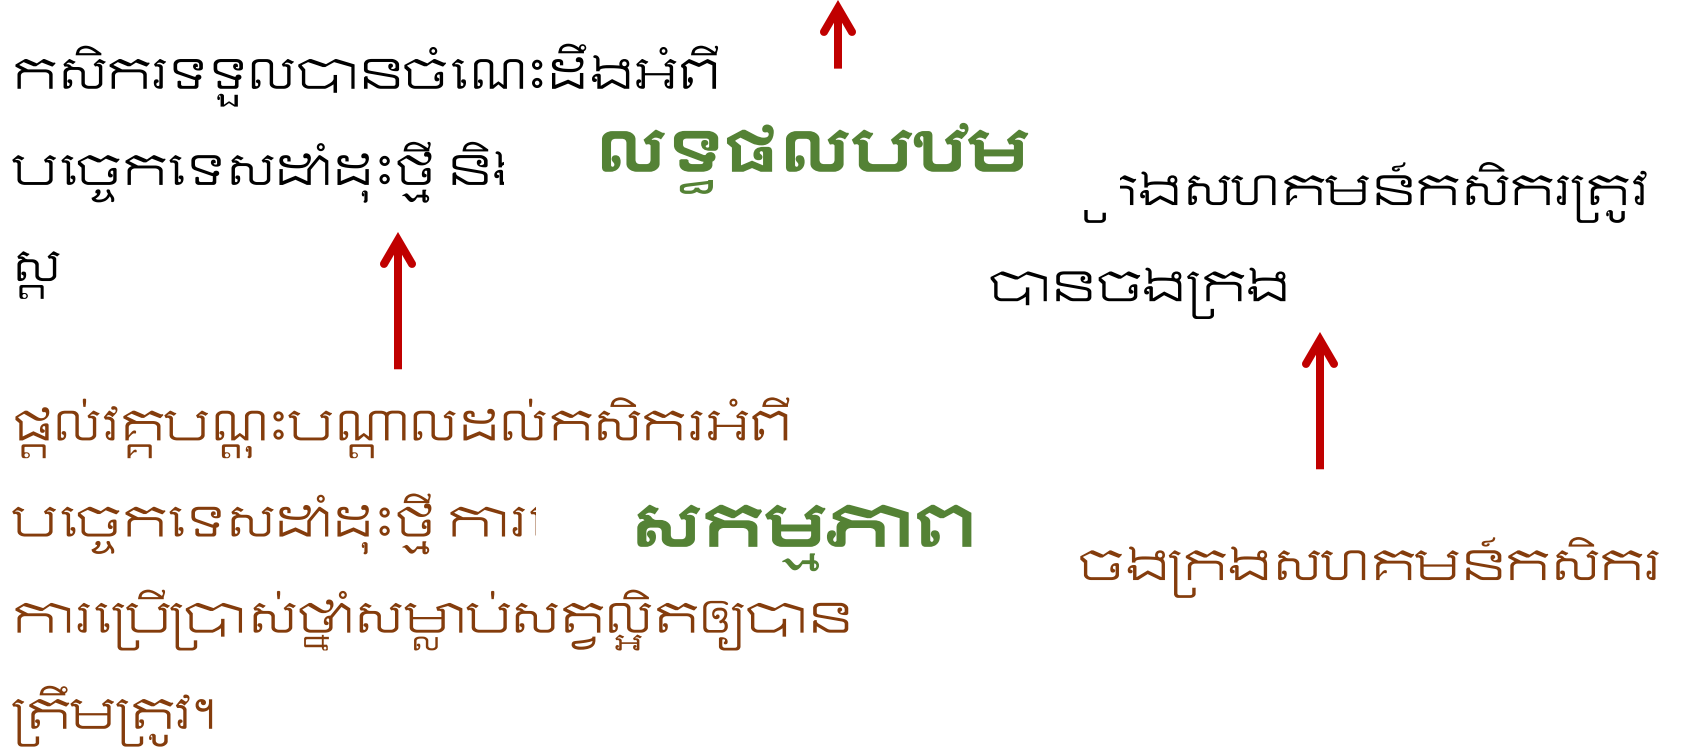 កសិករទទួលបានចំណេះដឹងអំពី
បច្ចេកទេសដាំដុះថ្មី
លទ្ធផលបឋម
សហគមន៍កសិករត្រូវ
បានចងក្រង
ផ្តល់វគ្គបណ្តុះបណ្តាលដល់កសិករអំពី
បច្ចេកទេសដាំដុះថ្មី
សកម្មភាព
ការប្រើប្រាស់ថ្នាំសម្លាប់សត្វល្អិតឲ្យបាន
ត្រឹមត្រូវ។
ចងក្រងសហគមន៍កសិករ